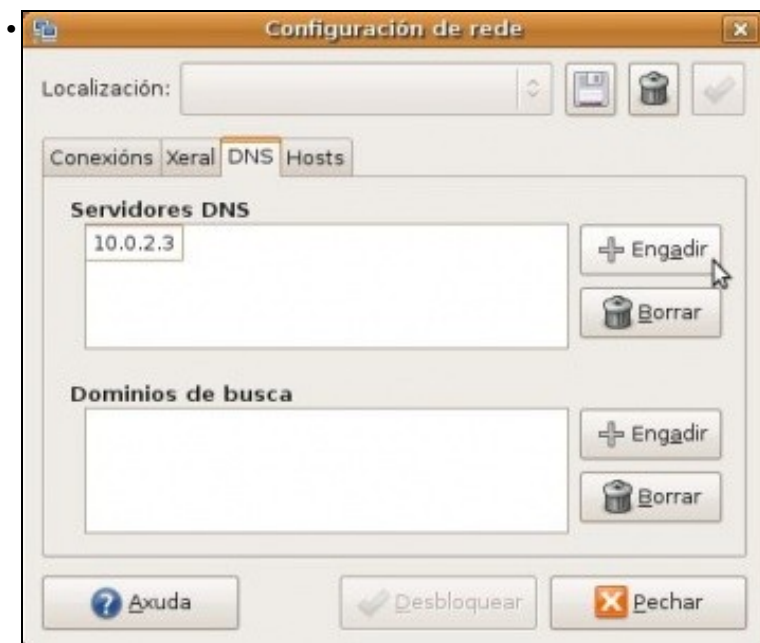 Configuración de rede
Localización:
Conexións Xeral DNS Hosts
Servidores DNS
10.0.2.3
Engadir
Borrar
Dominios de busca
Engadir
Borrar
Axuda Desbloquear Pechar